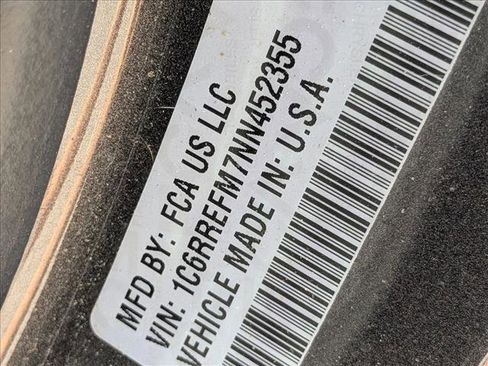 MFD BY: FCA US LLC
VIN: 1C6RREFM7NN452355
VEHICLE MADE IN: U.S.A.